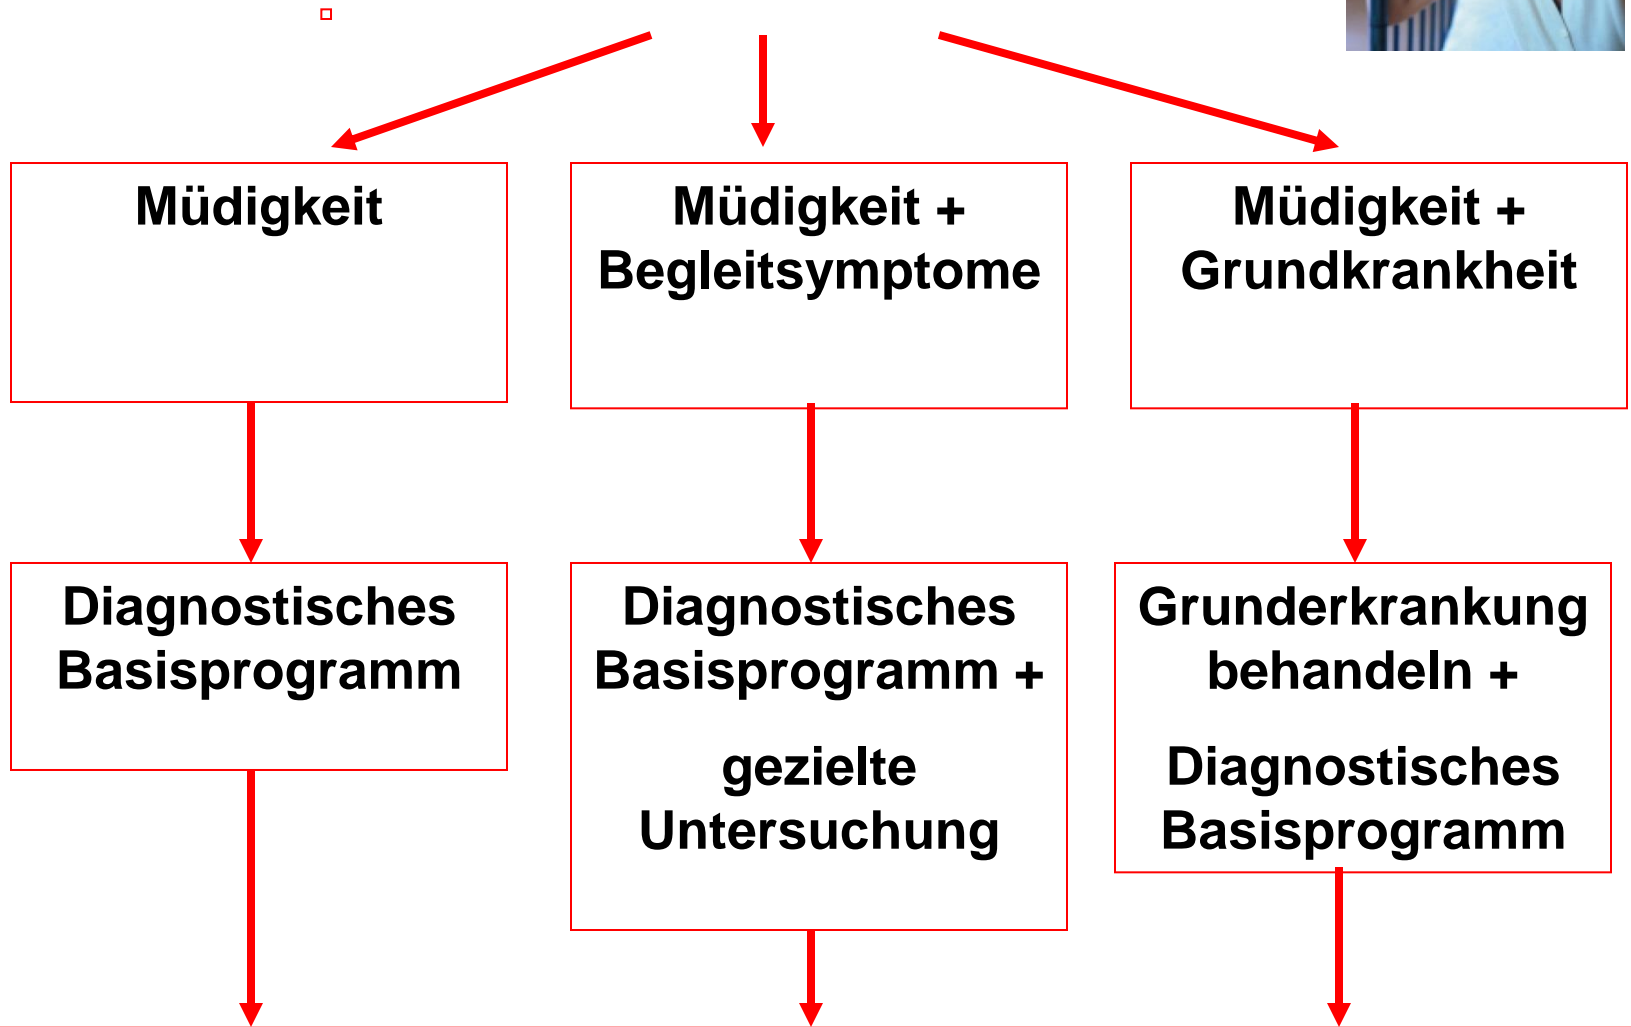 Müdigkeit
Müdigkeit +
Begleitsymptome
Müdigkeit +
Grundkrankheit
Diagnostisches
Basisprogramm
Diagnostisches
Basisprogramm +
gezielte
Untersuchung
Grunderkrankung
behandeln +
Diagnostisches
Basisprogramm